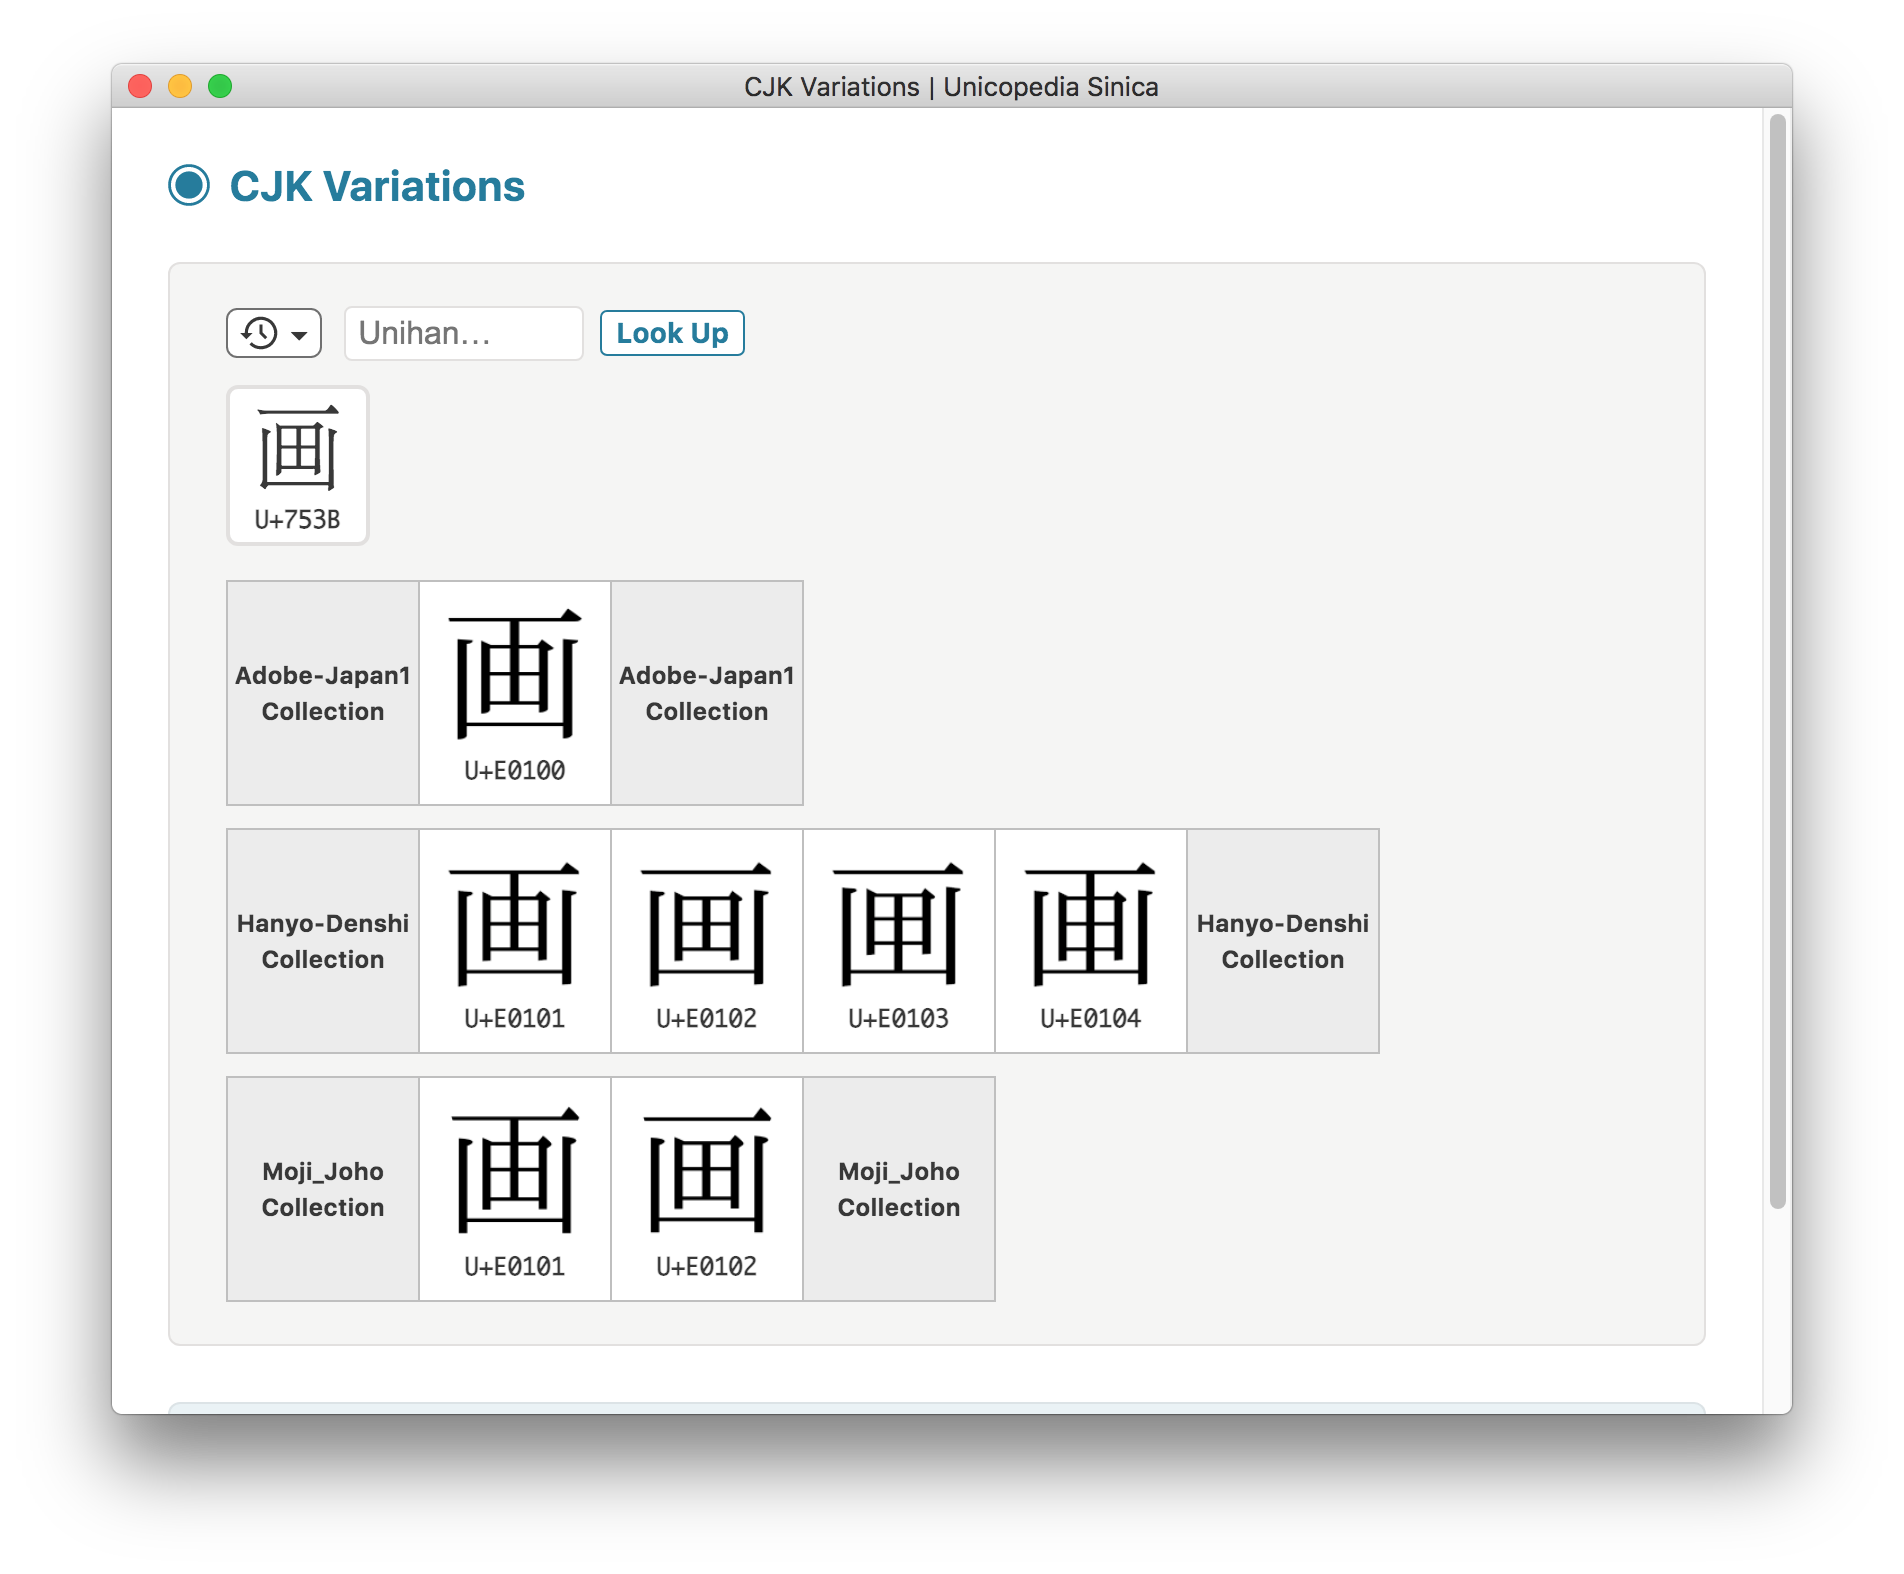 CJK Variations | Unicopedia Sinica
CJK Variations
Unihan...
Look Up
画
U+753B
Adobe-Japan1
Collection
画
U+E0100
Adobe-Japan1
Collection
Hanyo-Denshi
Collection
画 画 画 画
U+E0101 U+E0102 U+E0103 U+E0104
Hanyo-Denshi
Collection
Moji_Joho
Collection
画 画
U+E0101 U+E0102
Moji_Joho
Collection